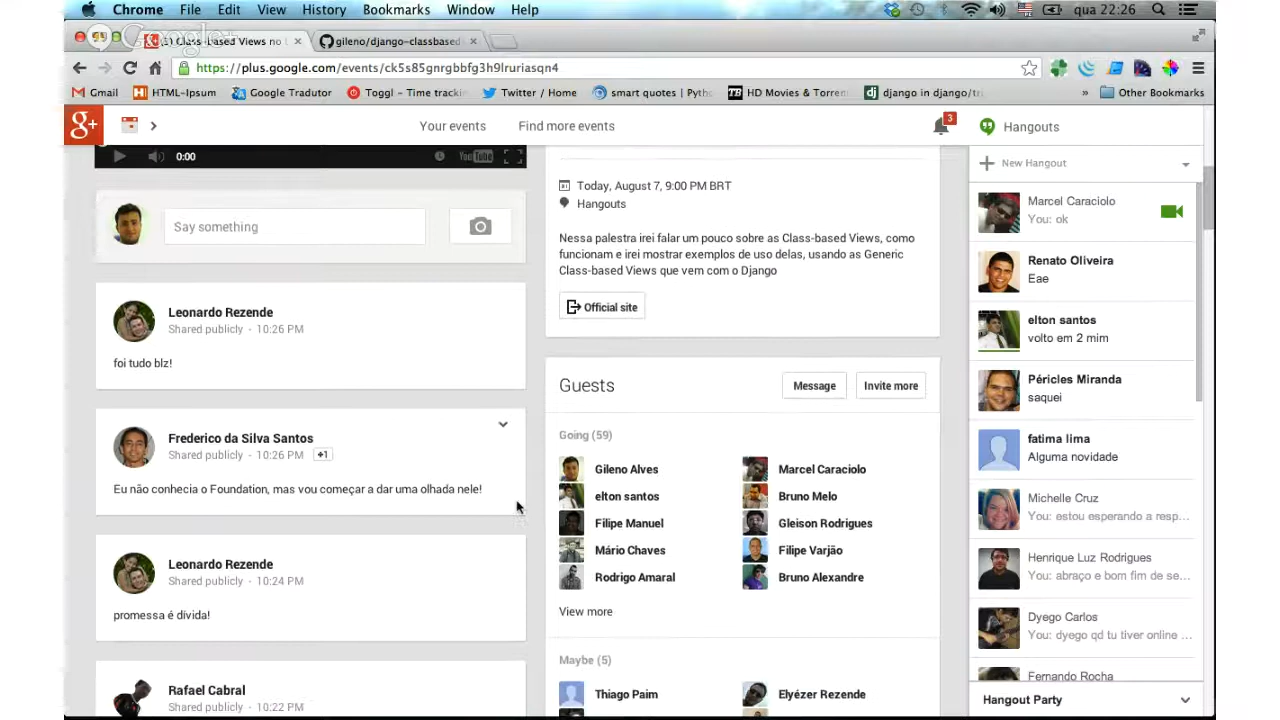 Chrome File Edit View History Bookmarks Window Help qua 22:26
Google+
Class-based Views no
gileno/django-classbased
https://plus.google.com/events/ck5s85gnrgbbfg3h9lruriasqn4
Gmail HTML-Ipsum Google Tradutor Toggl - Time tracki Twitter / Home smart quotes | Pyth HD Movies & Torren django in django/tr » Other Bookmarks
g+ Your events Find more events 3 Hangouts
0:00 YouTube
Say something
Leonardo Rezende
Shared publicly - 10:26 PM
foi tudo blz!
Frederico da Silva Santos
Shared publicly - 10:26 PM +1
Eu não conhecia o Foundation, mas vou começar a dar uma olhada nele!
Leonardo Rezende
Shared publicly - 10:24 PM
promessa é dívida!
Rafael Cabral
Shared publicly - 10:22 PM
Today, August 7, 9:00 PM BRT
Hangouts
Nessa palestra irei falar um pouco sobre as Class-based Views, como
funcionam e irei mostrar exemplos de uso delas, usando as Generic
Class-based Views que vem com o Django
Official site
Guests Message Invite more
Going (59)
Gileno Alves Marcel Caraciolo
elton santos Bruno Melo
Filipe Manuel Gleison Rodrigues
Mário Chaves Filipe Varjão
Rodrigo Amaral Bruno Alexandre
View more
Maybe (5)
Thiago Paim Elyézer Rezende
New Hangout
Marcel Caraciolo
You: ok
Renato Oliveira
Eae
elton santos
volto em 2 mim
Péricles Miranda
saquei
fatima lima
Alguma novidade
Michelle Cruz
You: estou esperando a resp...
Henrique Luz Rodrigues
You: abraço e bom fim de se...
Dyego Carlos
You: dyego qd tu tiver online ...
Fernando Rocha
Hangout Party